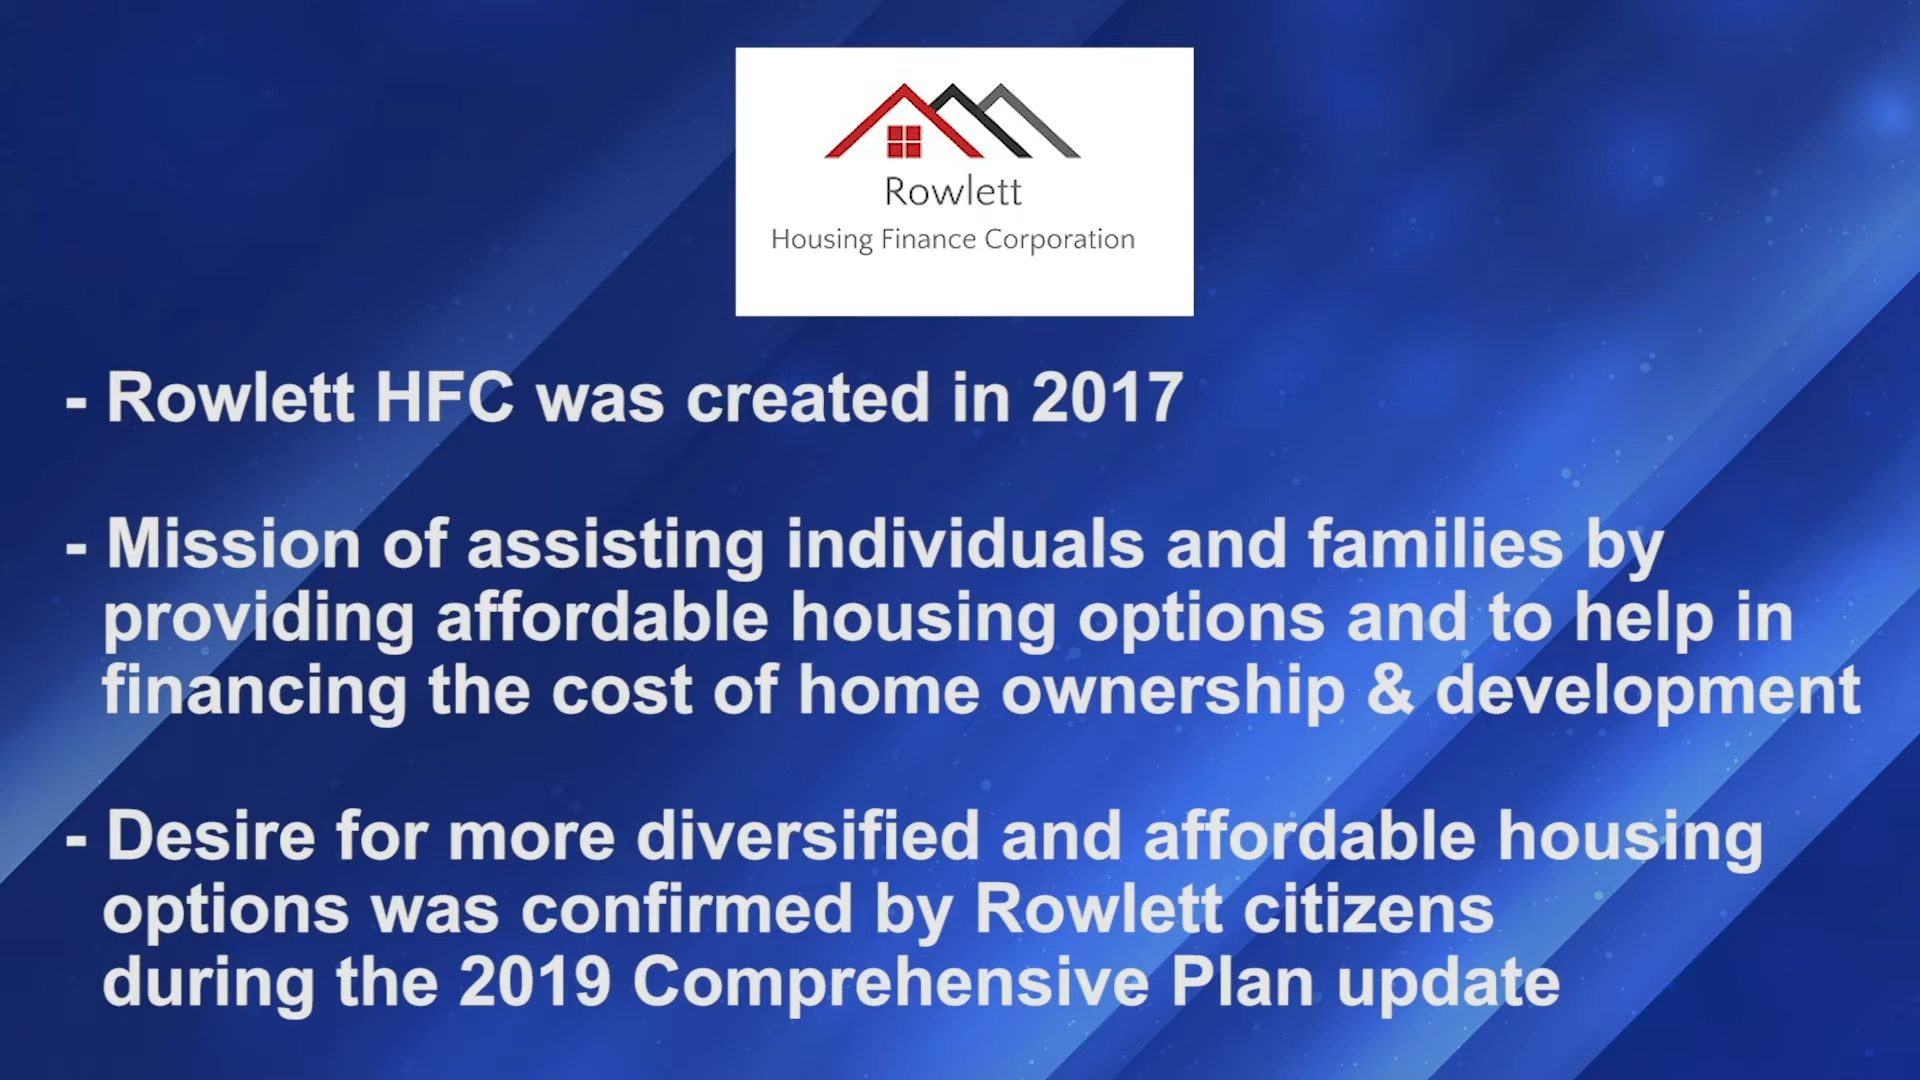 Rowlett
Housing Finance Corporation
- Rowlett HFC was created in 2017
- Mission of assisting individuals and families by
providing affordable housing options and to help in
financing the cost of home ownership & development
- Desire for more diversified and affordable housing
options was confirmed by Rowlett citizens
during the 2019 Comprehensive Plan update